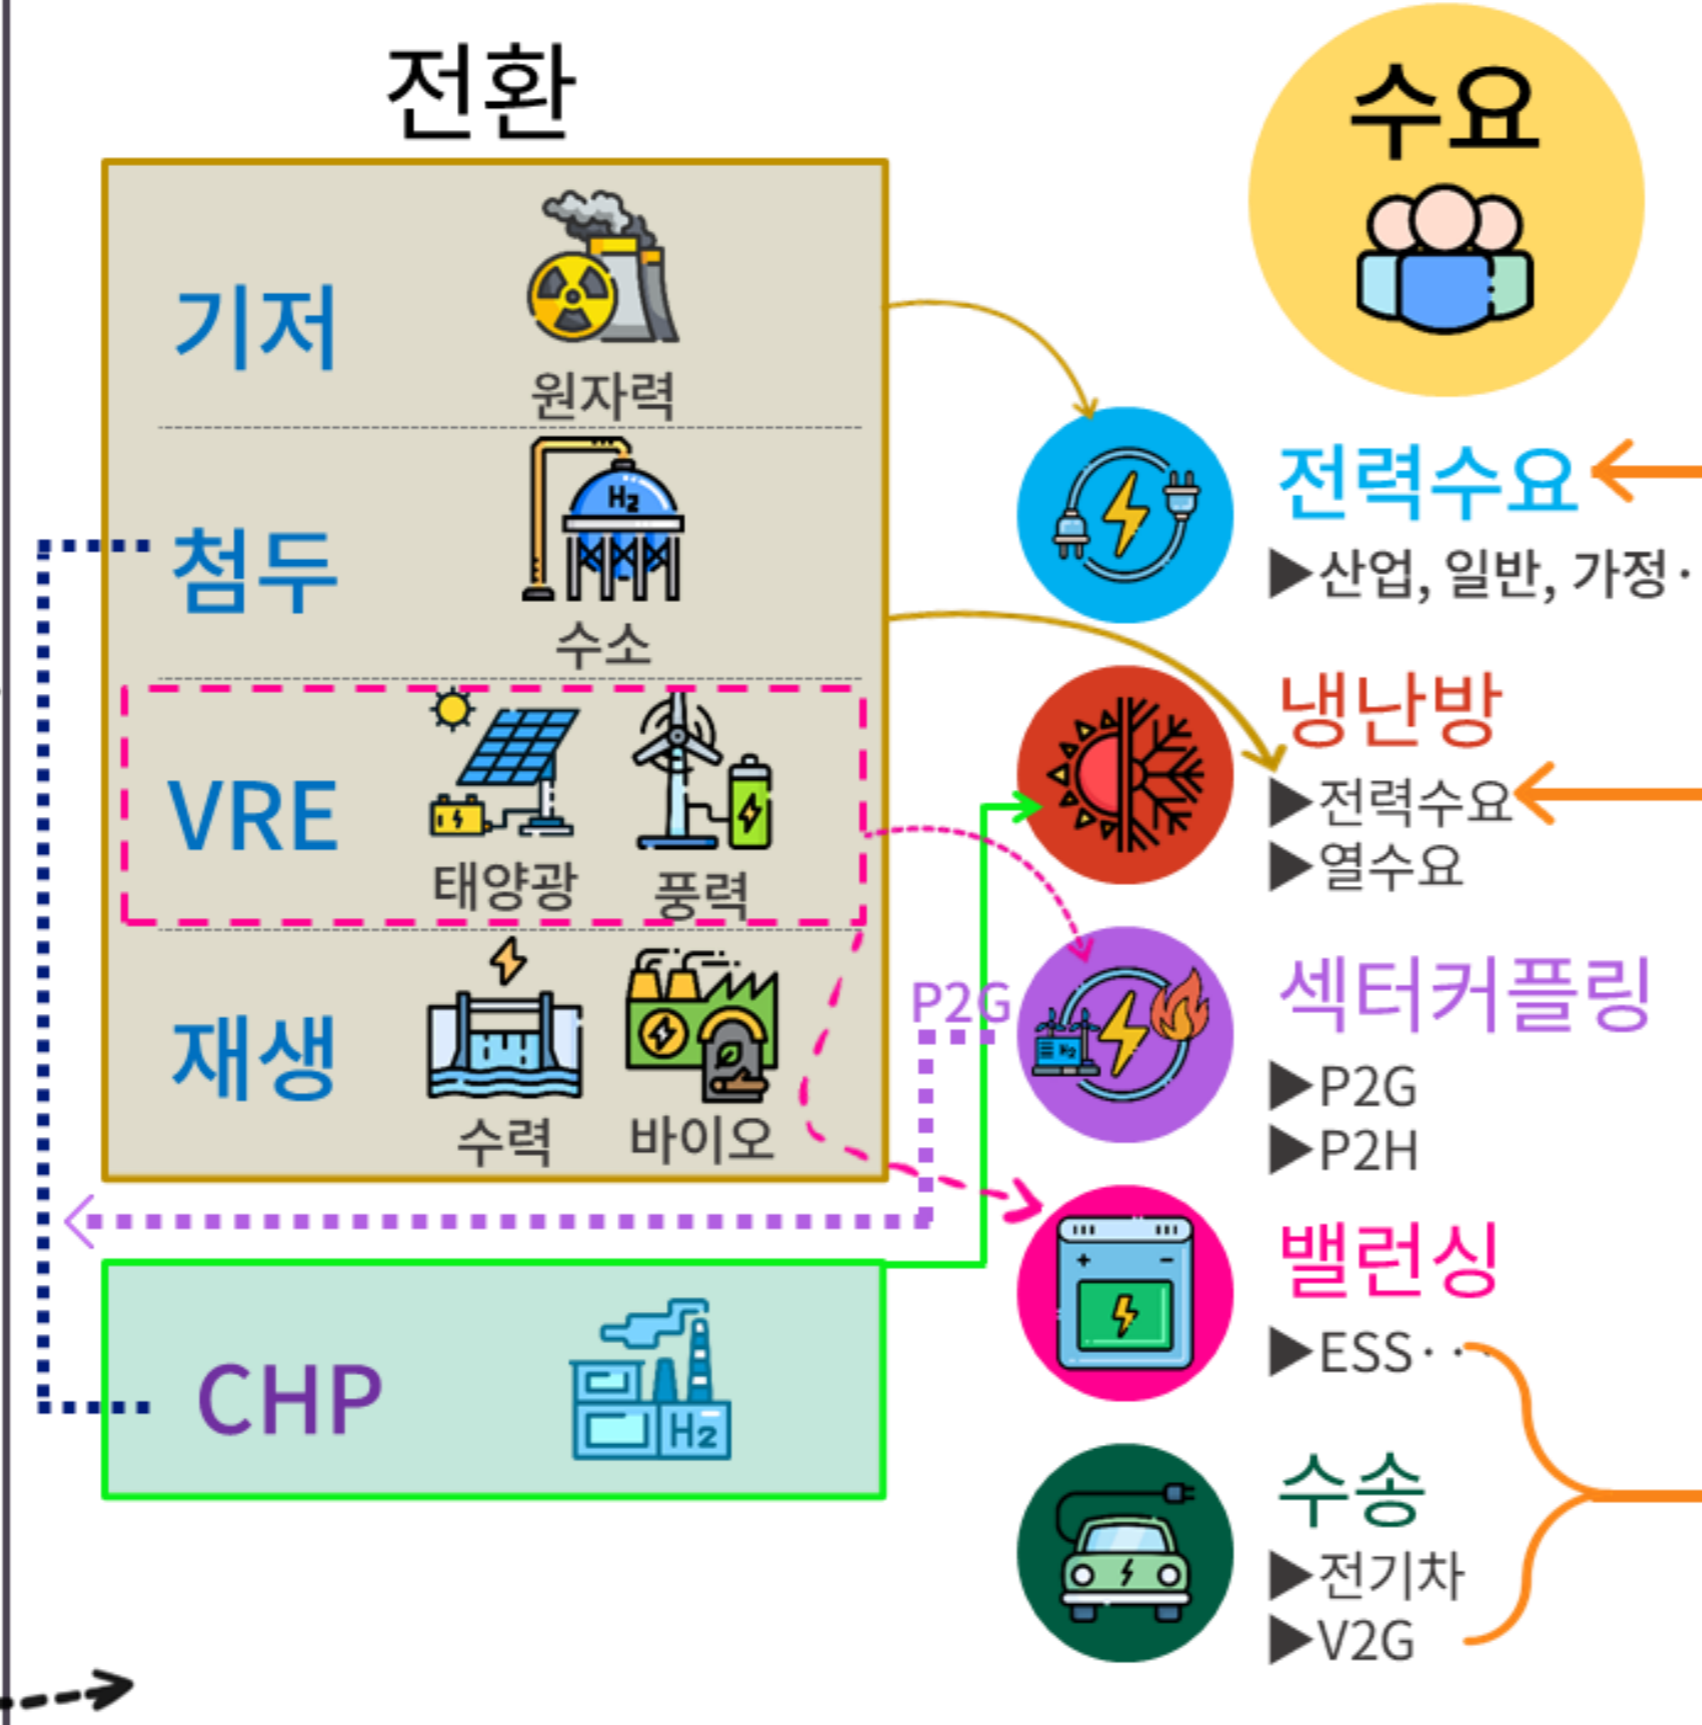 전환
수요
기저
원자력
첨두
H2
수소
VRE
태양광
풍력
재생
수력
바이오
CHP
H2
P2G
전력수요
▶산업, 일반, 가정·
냉난방
▶전력수요
▶열수요
섹터커플링
H2
▶P2G
▶P2H
밸런싱
▶ESS···
수송
▶전기차
▶V2G